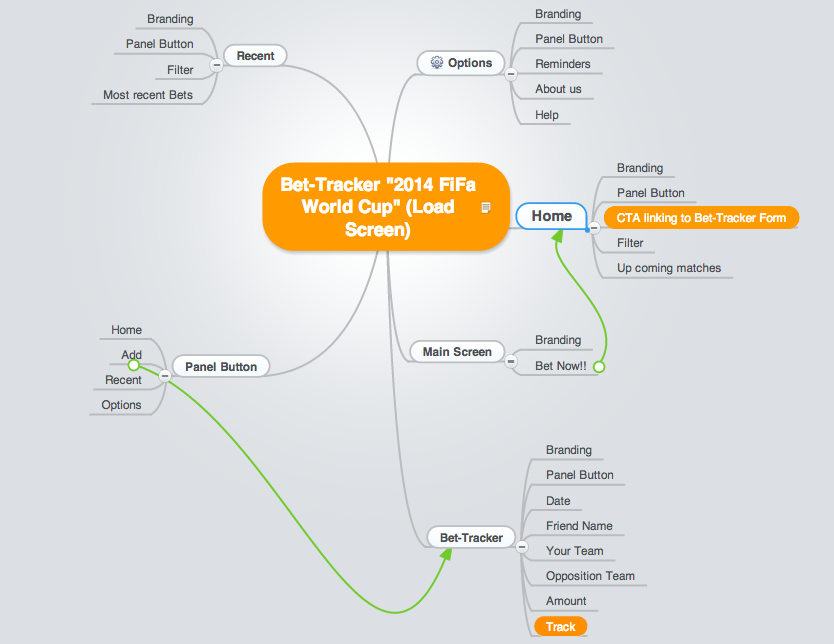 Bet-Tracker "2014 FiFa
World Cup" (Load
Screen)
Recent
Branding
Panel Button
Filter
Most recent Bets
Options
Branding
Panel Button
Reminders
About us
Help
Home
Branding
Panel Button
CTA linking to Bet-Tracker Form
Filter
Up coming matches
Main Screen
Branding
Bet Now!!
Panel Button
Home
Add
Recent
Options
Bet-Tracker
Branding
Panel Button
Date
Friend Name
Your Team
Opposition Team
Amount
Track